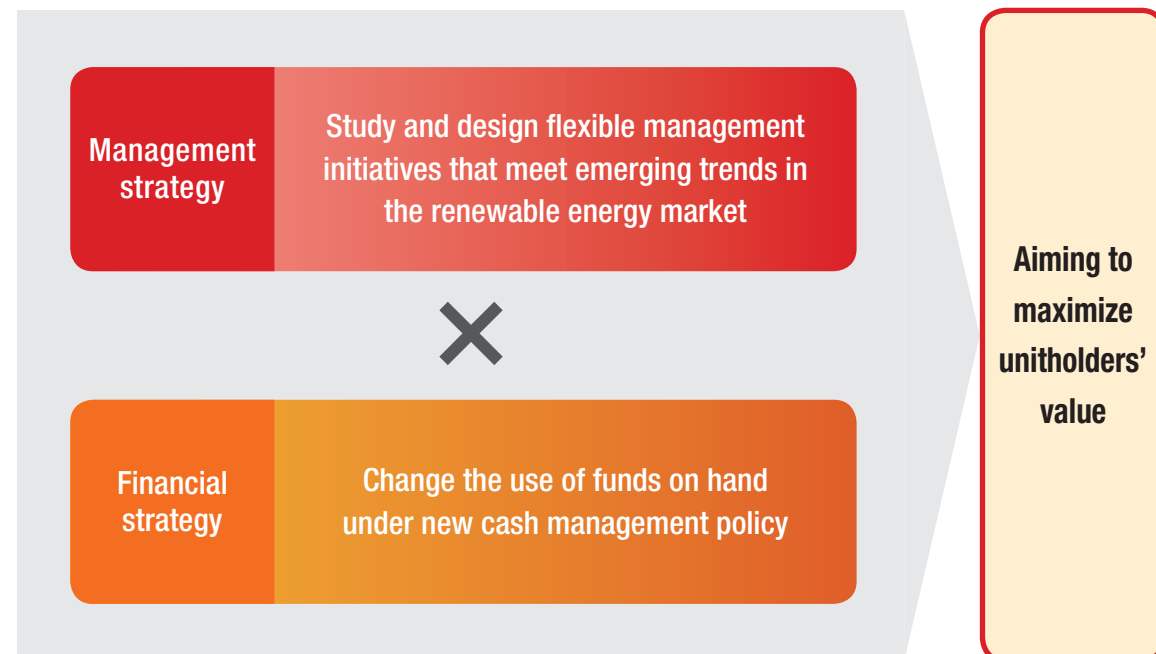 Management
strategy
Study and design flexible management
initiatives that meet emerging trends in
the renewable energy market
×
Financial
strategy
Change the use of funds on hand
under new cash management policy
Aiming to
maximize
unitholders’
value